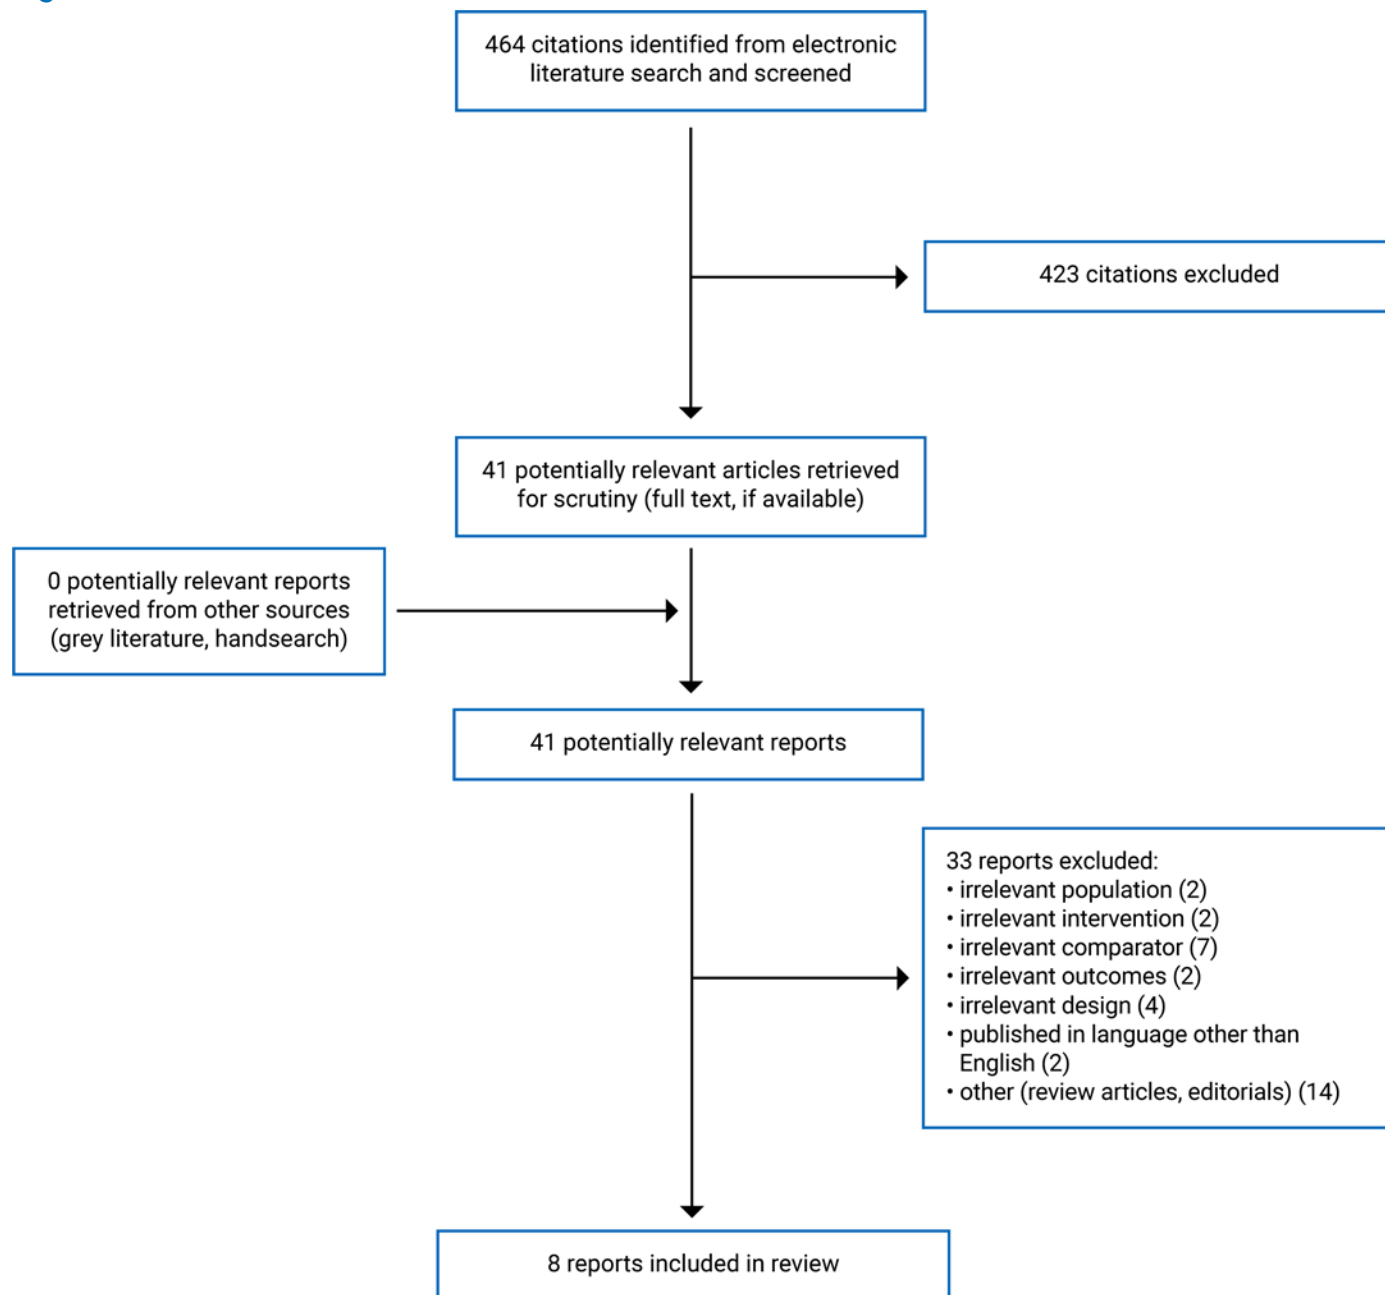 464 citations identified from electronic
literature search and screened
423 citations excluded
41 potentially relevant articles retrieved
for scrutiny (full text, if available)
0 potentially relevant reports
retrieved from other sources
(grey literature, handsearch)
41 potentially relevant reports
33 reports excluded:
• irrelevant population (2)
• irrelevant intervention (2)
• irrelevant comparator (7)
• irrelevant outcomes (2)
• irrelevant design (4)
• published in language other than
English (2)
• other (review articles, editorials) (14)
8 reports included in review